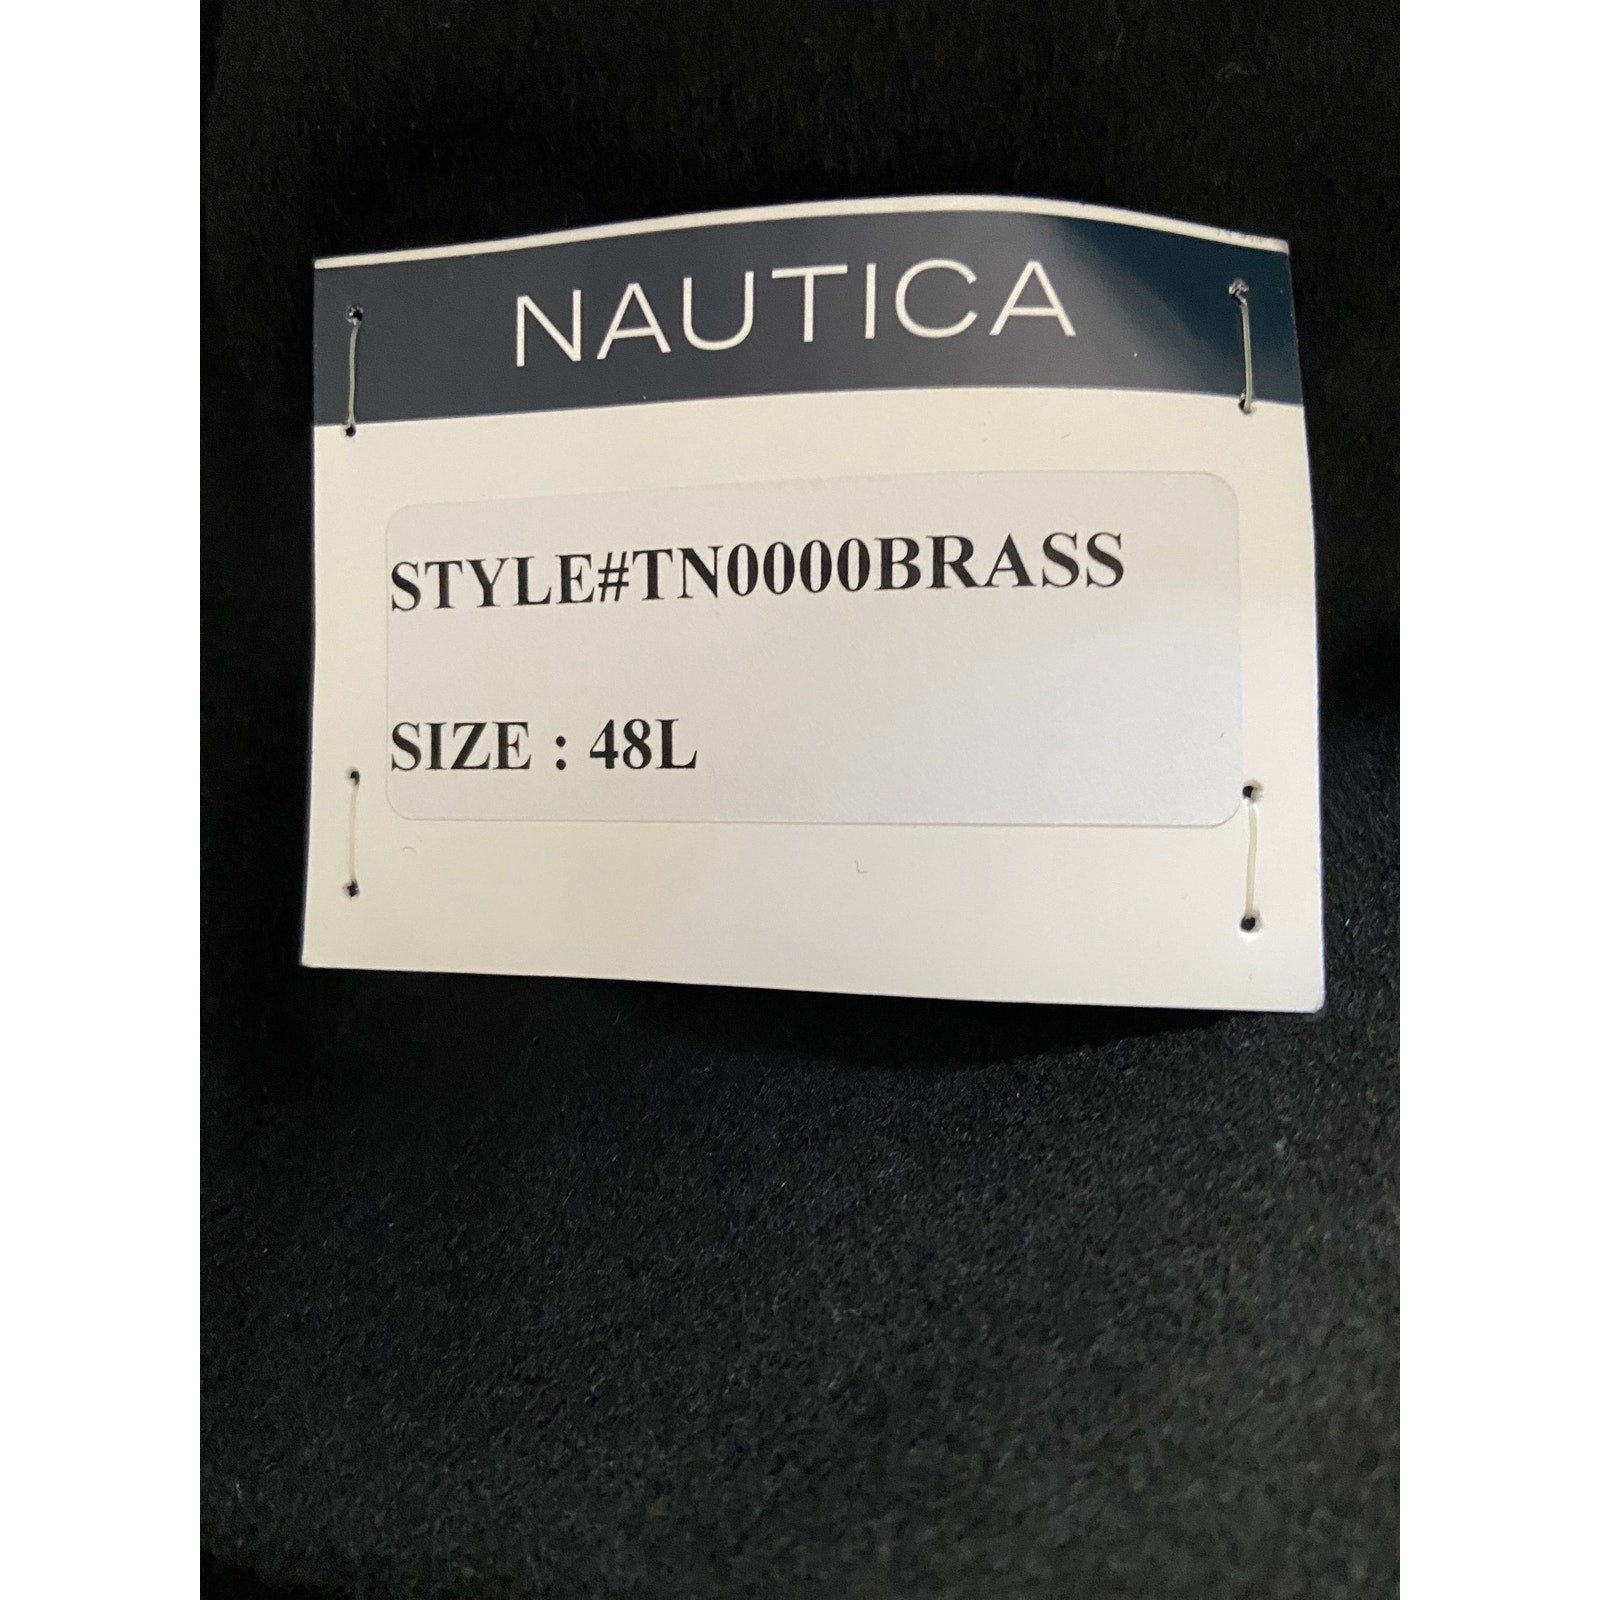 NAUTICA
STYLE#TN0000BRASS
SIZE : 48L